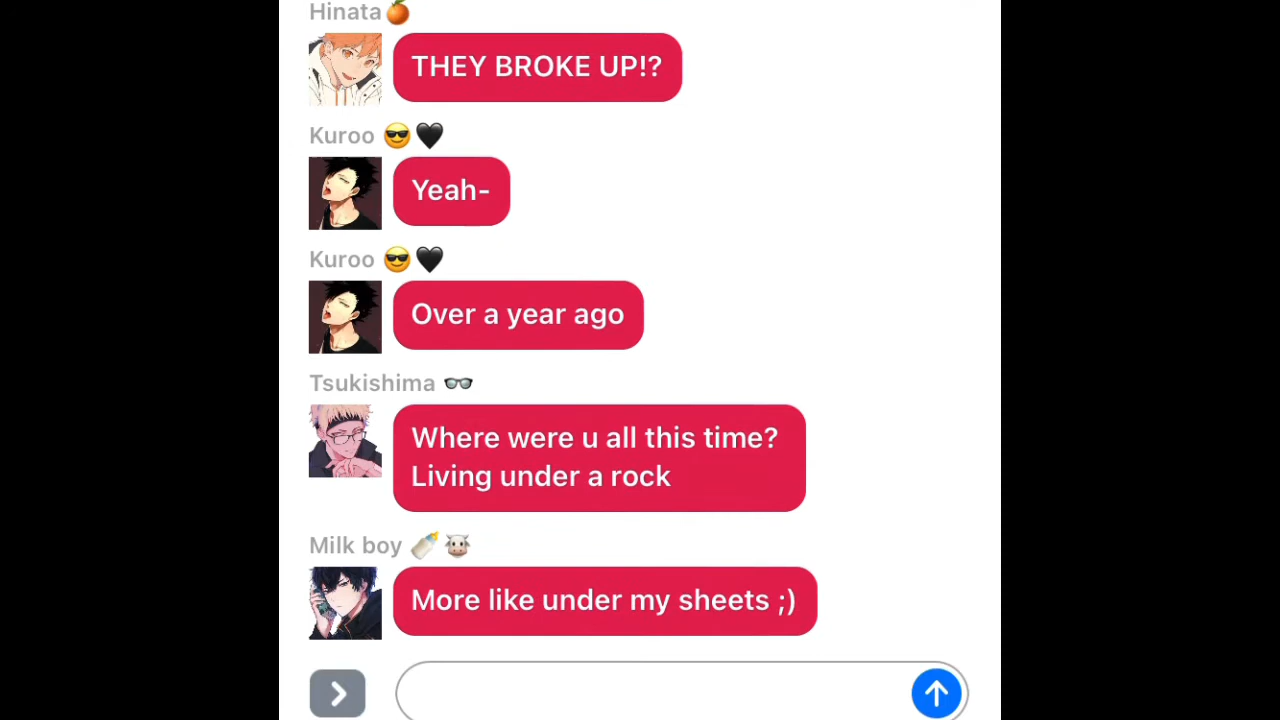 Hinata🍊
THEY BROKE UP!?
Kuroo 😎🖤
Yeah-
Kuroo 😎🖤
Over a year ago
Tsukishima 👓
Where were u all this time?
Living under a rock
Milk boy 🍼🐮
More like under my sheets ;)